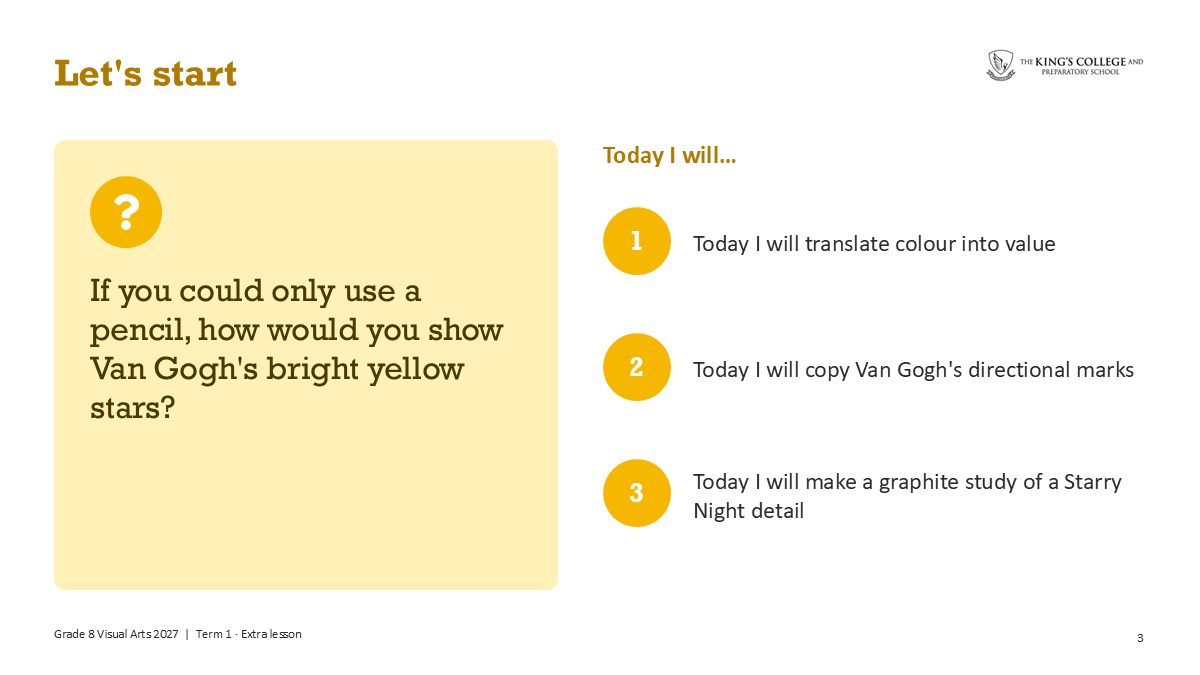 Let's start
THE KING'S COLLEGE AND
PREPARATORY SCHOOL
?
If you could only use a
pencil, how would you show
Van Gogh's bright yellow
stars?
Today I will...
1
Today I will translate colour into value
2
Today I will copy Van Gogh's directional marks
3
Today I will make a graphite study of a Starry
Night detail
Grade 8 Visual Arts 2027 | Term 1 · Extra lesson
3